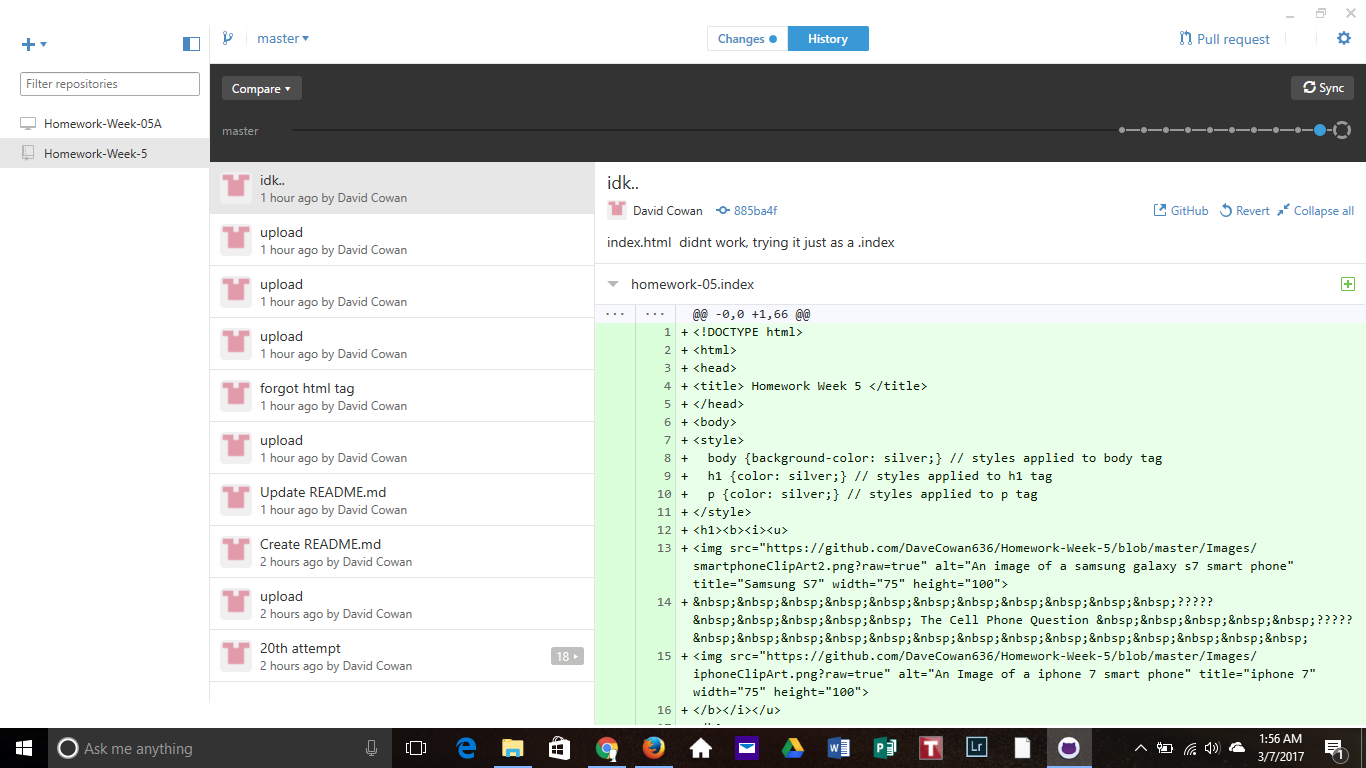 master
Changes
History
Pull request
Filter repositories
Compare
Sync
Homework-Week-05A
master
Homework-Week-5
idk..
1 hour ago by David Cowan
upload
1 hour ago by David Cowan
upload
1 hour ago by David Cowan
upload
1 hour ago by David Cowan
forgot html tag
1 hour ago by David Cowan
upload
1 hour ago by David Cowan
Update README.md
1 hour ago by David Cowan
Create README.md
2 hours ago by David Cowan
upload
2 hours ago by David Cowan
20th attempt
18
2 hours ago by David Cowan
idk..
David Cowan 885ba4f GitHub Revert Collapse all
index.html  didnt work, trying it just as a .index
homework-05.index
... ... @@ -0,0 +1,66 @@
1 +<!DOCTYPE html>
2 +<html>
3 +<head>
4 +<title> Homework Week 5 </title>
5 +</head>
6 +<body>
7 +<style>
8 +  body {background-color: silver;} // styles applied to body tag
9 +  h1 {color: silver;} // styles applied to h1 tag
10 +  p {color: silver;} // styles applied to p tag
11 +</style>
12 +<h1><b><i><u>
13 +<img src="https://github.com/DaveCowan636/Homework-Week-5/blob/master/Images/
smartphoneClipArt2.png?raw=true" alt="An image of a samsung galaxy s7 smart phone"
title="Samsung S7" width="75" height="100">
14 +&nbsp;&nbsp;&nbsp;&nbsp;&nbsp;&nbsp;&nbsp;&nbsp;&nbsp;&nbsp;&nbsp;?????
&nbsp;&nbsp;&nbsp;&nbsp;&nbsp; The Cell Phone Question &nbsp;&nbsp;&nbsp;&nbsp;&nbsp;?????
&nbsp;&nbsp;&nbsp;&nbsp;&nbsp;&nbsp;&nbsp;&nbsp;&nbsp;&nbsp;&nbsp;&nbsp;&nbsp;&nbsp;
15 +<img src="https://github.com/DaveCowan636/Homework-Week-5/blob/master/Images/
iphoneClipArt.png?raw=true" alt="An Image of a iphone 7 smart phone" title="iphone 7"
width="75" height="100">
16 +</b></i></u>
Ask me anything
1:56 AM
3/7/2017
1